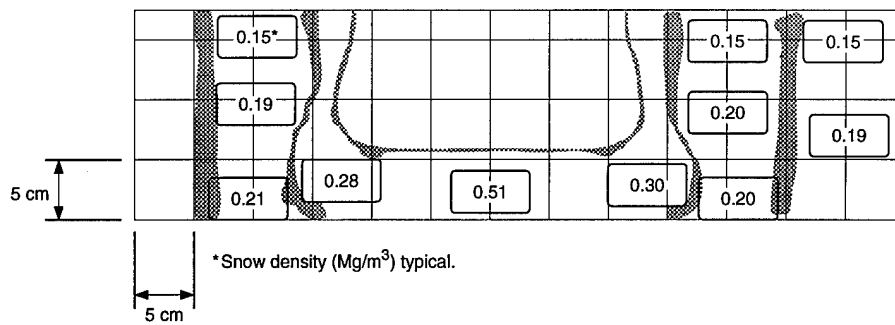 0.15* 0.15 0.15
0.19 0.20 0.19
5 cm 0.21 0.28 0.51 0.30 0.20
*Snow density (Mg/m³) typical.
5 cm